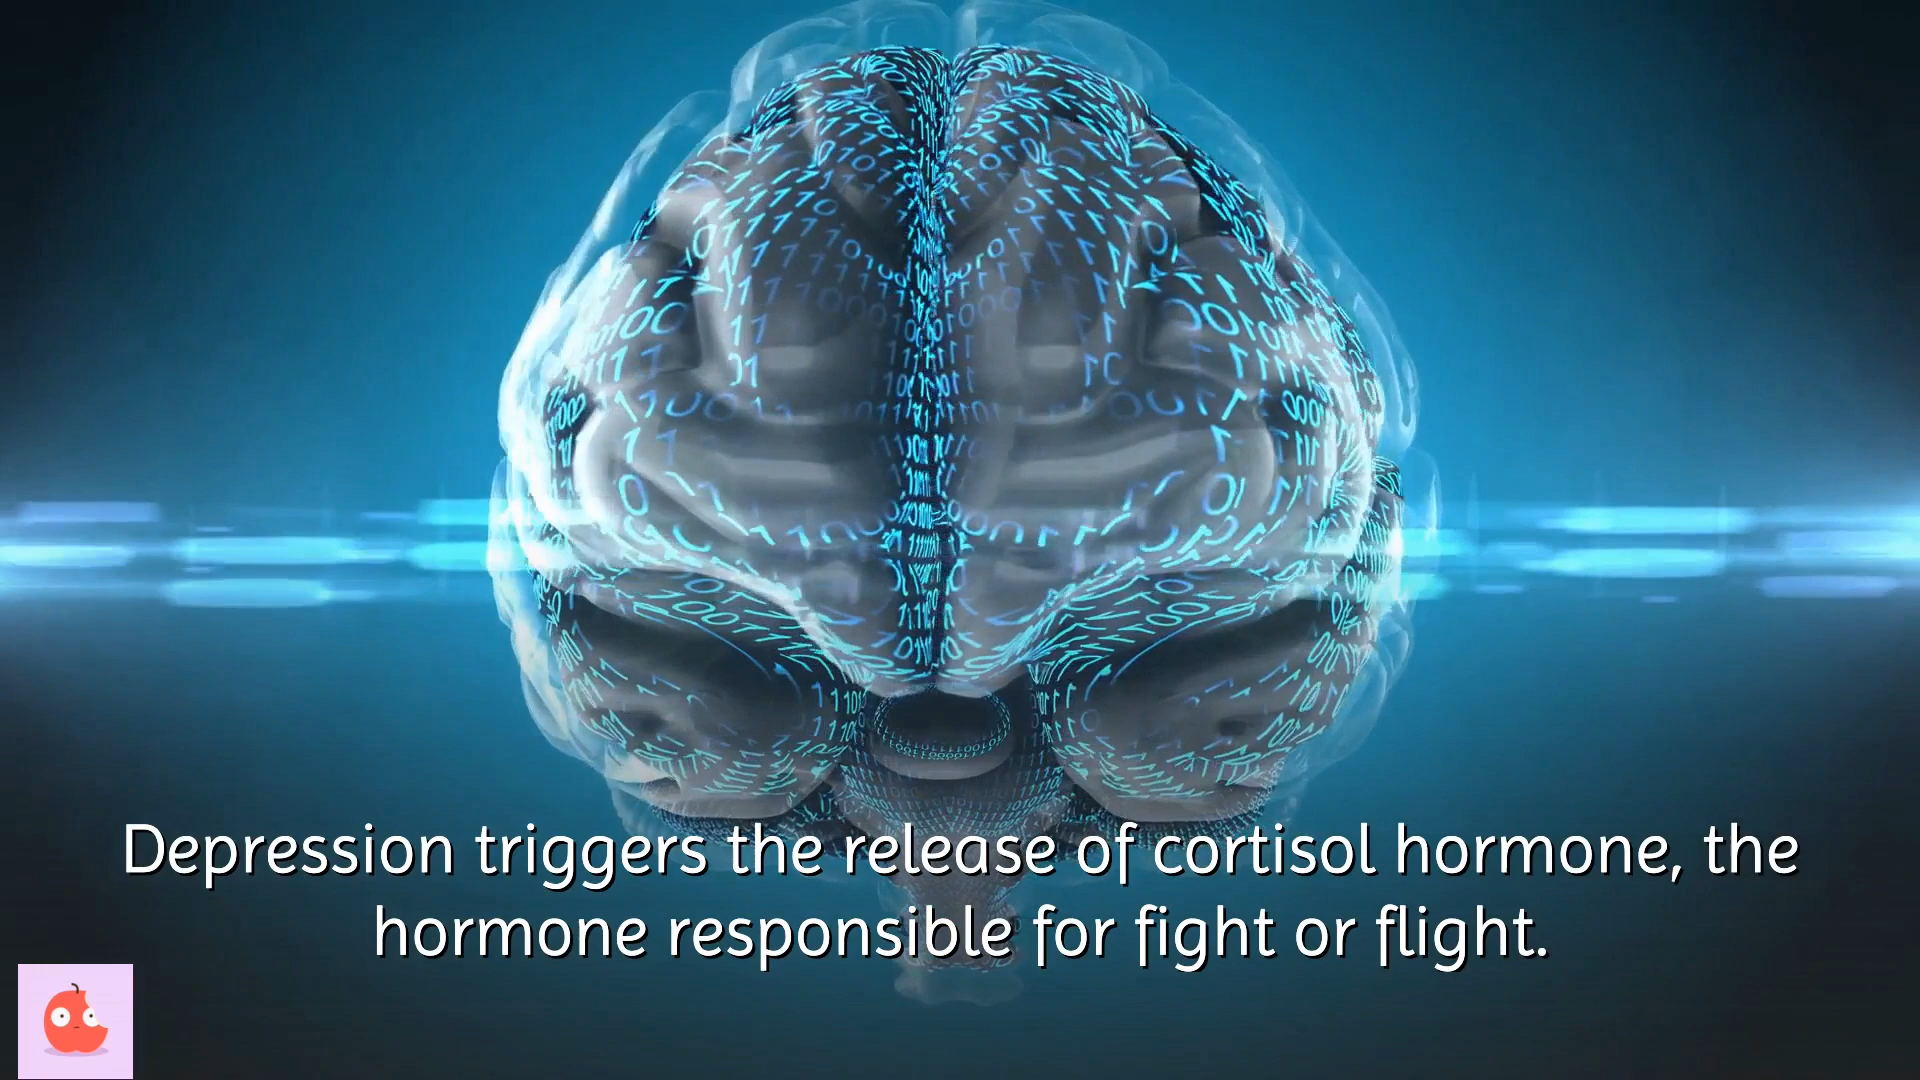 Depression triggers the release of cortisol hormone, the
hormone responsible for fight or flight.